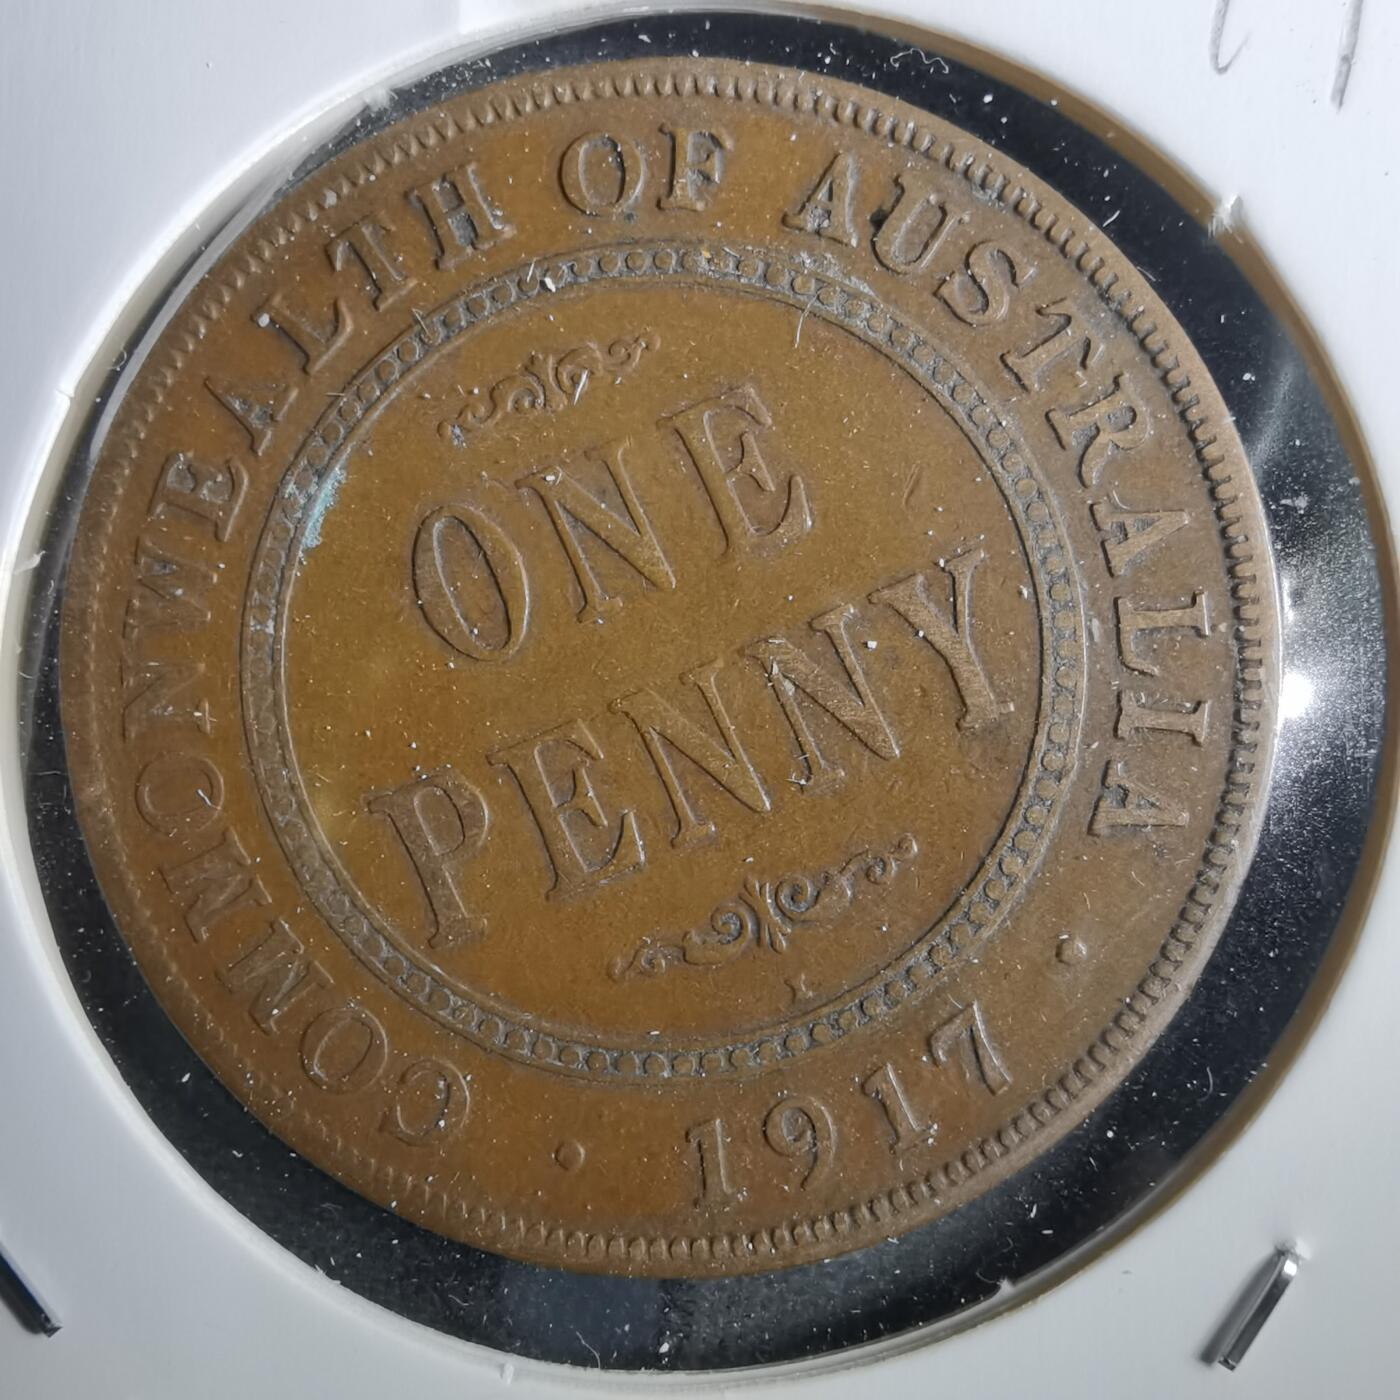 COMMONWEALTH OF AUSTRALIA
ONE
PENNY
I
1917